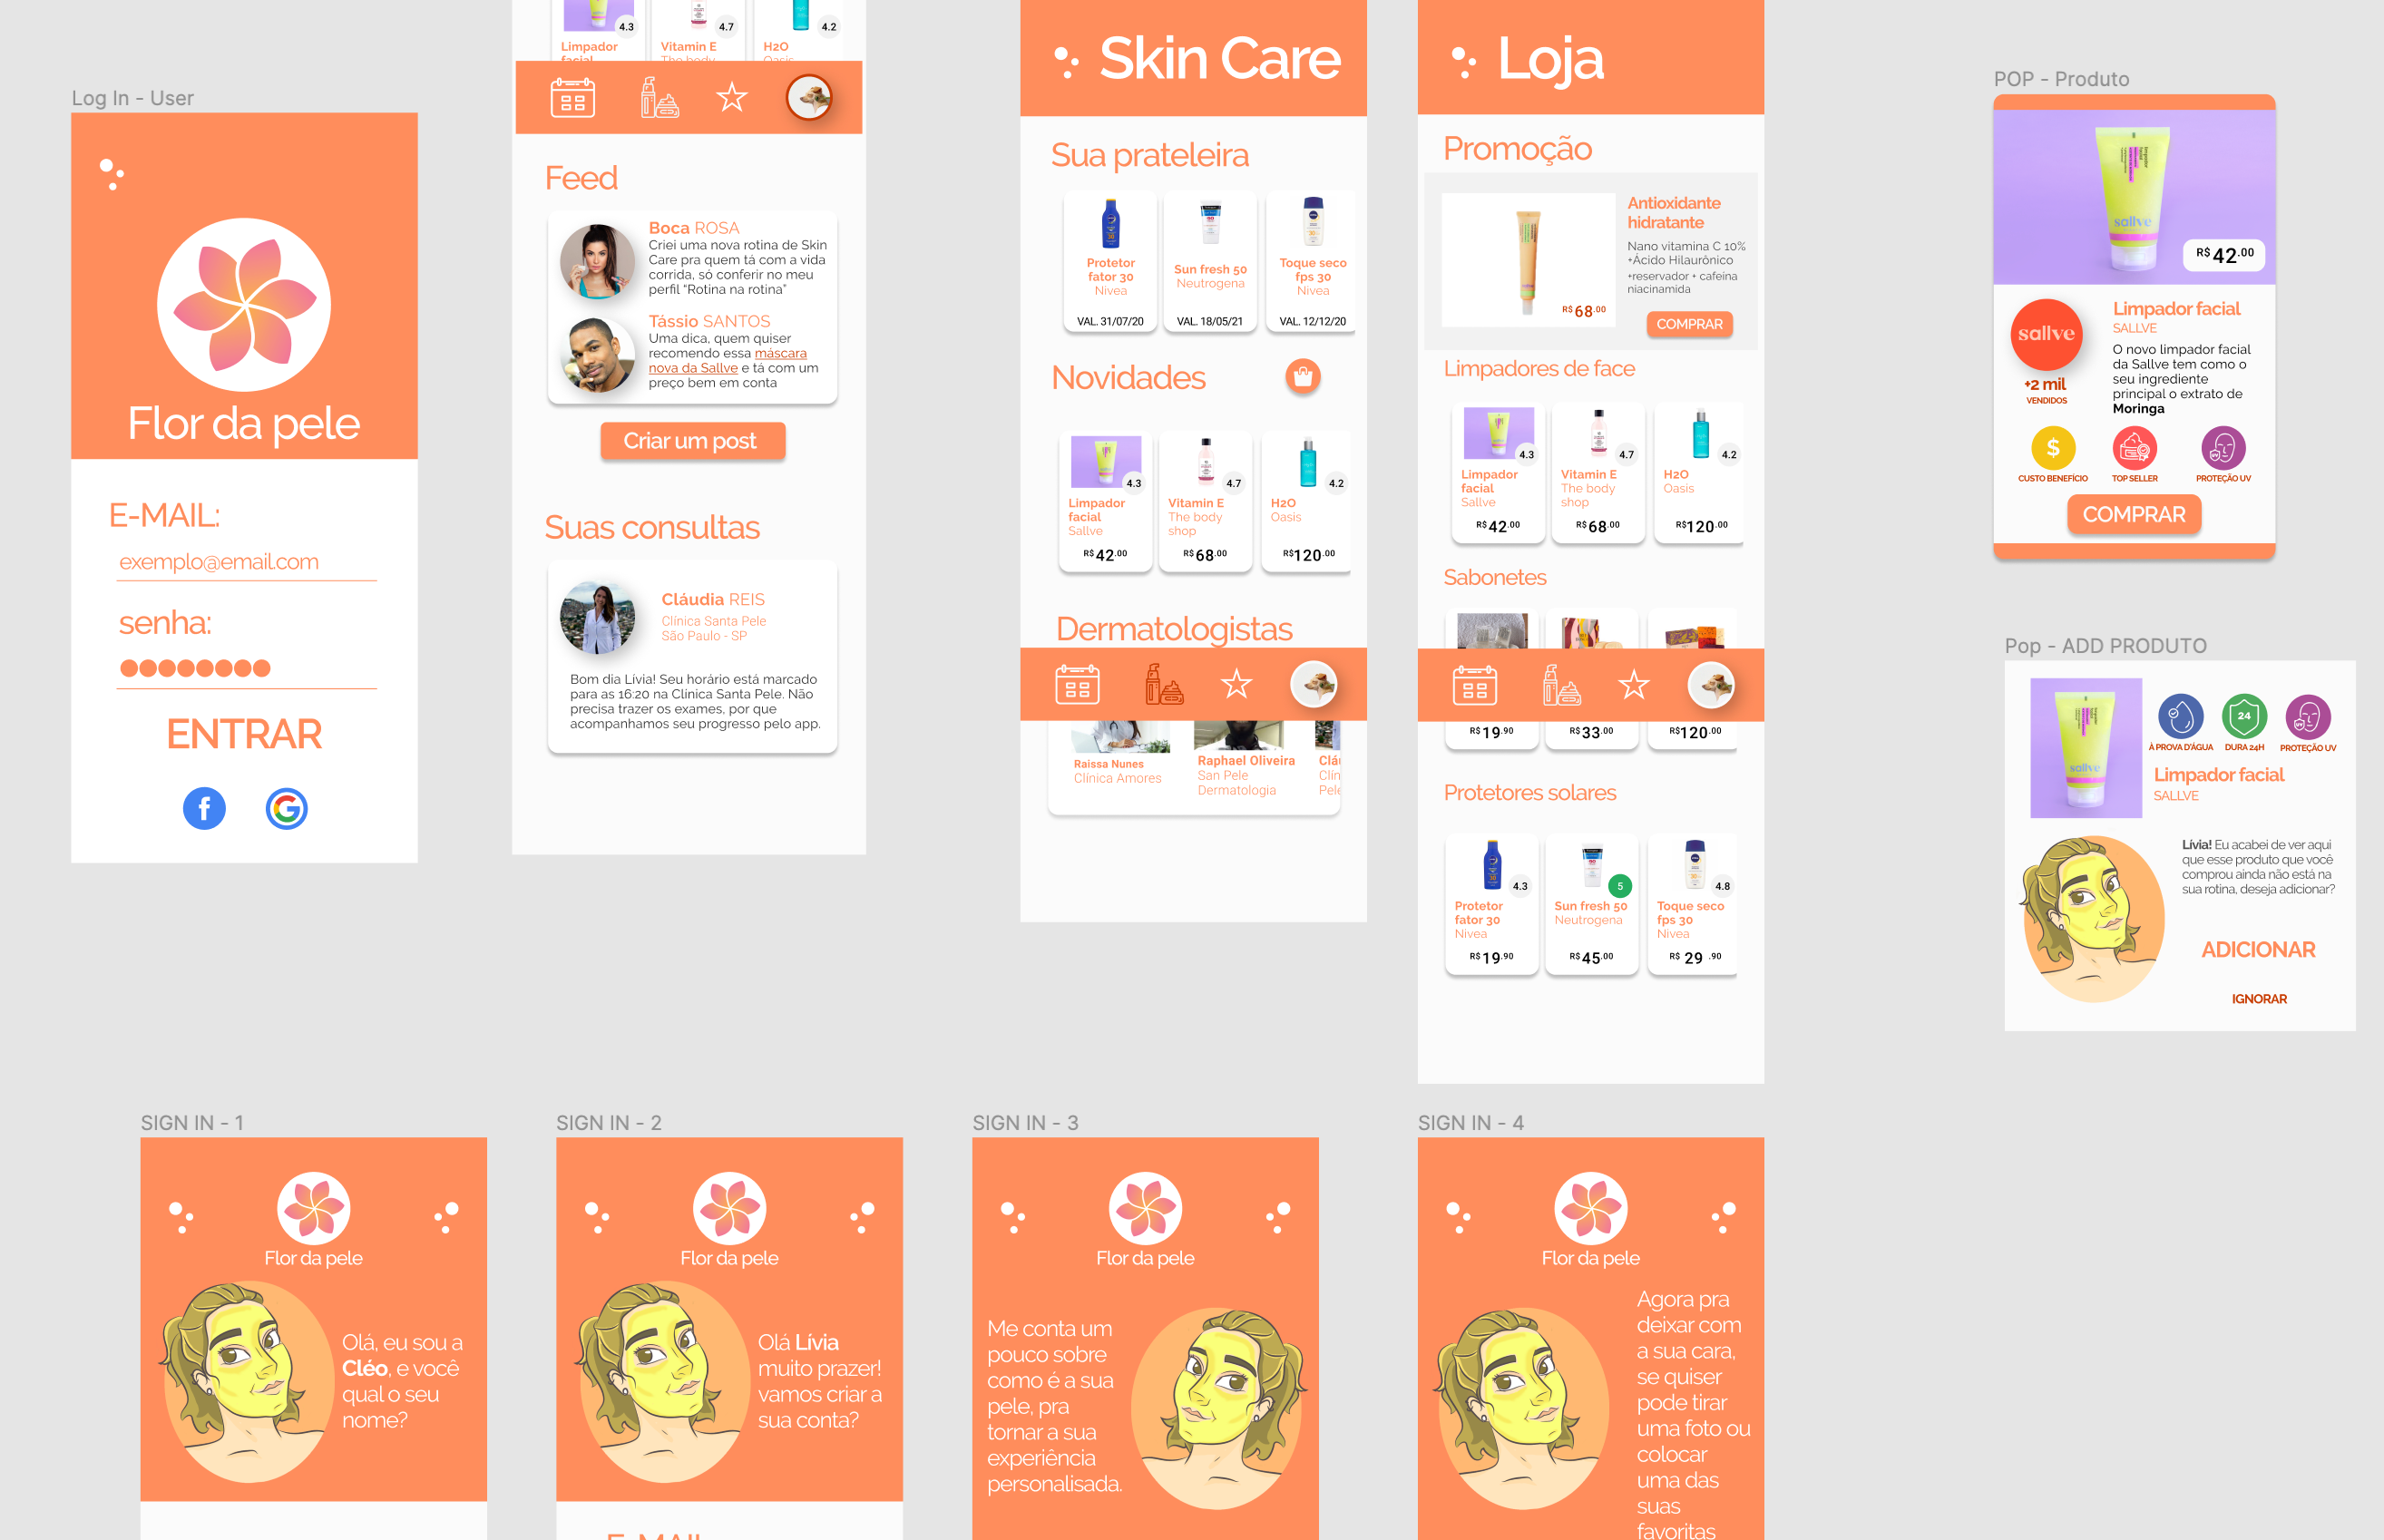 Log In - User
Flor da pele
E-MAIL:
exemplo@email.com
senha:
ENTRAR
4.3
4.7
4.2
Limpador
facial
Vitamin E
The body
H2O
Oasis
Feed
Boca ROSA
Criei uma nova rotina de Skin
Care pra quem tá com a vida
corrida, só conferir no meu
perfil “Rotina na rotina”
Tássio SANTOS
Uma dica, quem quiser
recomendo essa máscara
nova da Sallve e tá com um
preço bem em conta
Criar um post
Suas consultas
Cláudia REIS
Clínica Santa Pele
São Paulo - SP
Bom dia Lívia! Seu horário está marcado
para as 16:20 na Clínica Santa Pele. Não
precisa trazer os exames, por que
acompanhamos seu progresso pelo app.
Skin Care
Sua prateleira
Protetor
fator 30
Nivea
VAL. 31/07/20
Sun fresh 50
Neutrogena
VAL. 18/05/21
Toque seco
fps 30
Nivea
VAL. 12/12/20
Novidades
4.3
Limpador
facial
Sallve
R$ 42.00
4.7
Vitamin E
The body
shop
R$ 68.00
4.2
H2O
Oasis
R$120.00
Dermatologistas
Raissa Nunes
Clínica Amores
Raphael Oliveira
San Pele
Dermatologia
Cláu
Clín
Pele
Loja
Promoção
Antioxidante
hidratante
Nano vitamina C 10%
+Ácido Hilaurônico
+reservador + cafeína
niacinamida
R$ 68.00
COMPRAR
Limpadores de face
4.3
Limpador
facial
Sallve
R$ 42.00
4.7
Vitamin E
The body
shop
R$ 68.00
4.2
H2O
Oasis
R$120.00
Sabonetes
R$ 19.90
R$ 33.00
R$120.00
Protetores solares
4.3
Protetor
fator 30
Nivea
R$ 19.90
5
Sun fresh 50
Neutrogena
R$ 45.00
4.8
Toque seco
fps 30
Nivea
R$ 29 .90
POP - Produto
sallve
R$ 42.00
sallve
+2 mil
VENDIDOS
Limpador facial
SALLVE
O novo limpador facial
da Sallve tem como o
seu ingrediente
principal o extrato de
Moringa
$
CUSTO BENEFÍCIO
TOP SELLER
PROTEÇÃO UV
COMPRAR
Pop - ADD PRODUTO
sallve
À PROVA D'ÁGUA
24
DURA 24H
PROTEÇÃO UV
Limpador facial
SALLVE
Lívia! Eu acabei de ver aqui
que esse produto que você
comprou ainda não está na
sua rotina, deseja adicionar?
ADICIONAR
IGNORAR
SIGN IN - 1
Flor da pele
Olá, eu sou a
Cléo, e você
qual o seu
nome?
SIGN IN - 2
Flor da pele
Olá Lívia
muito prazer!
vamos criar a
sua conta?
E-MAIL
SIGN IN - 3
Flor da pele
Me conta um
pouco sobre
como é a sua
pele, pra
tornar a sua
experiência
personalisada.
SIGN IN - 4
Flor da pele
Agora pra
deixar com
a sua cara,
se quiser
pode tirar
uma foto ou
colocar
uma das
suas
favoritas